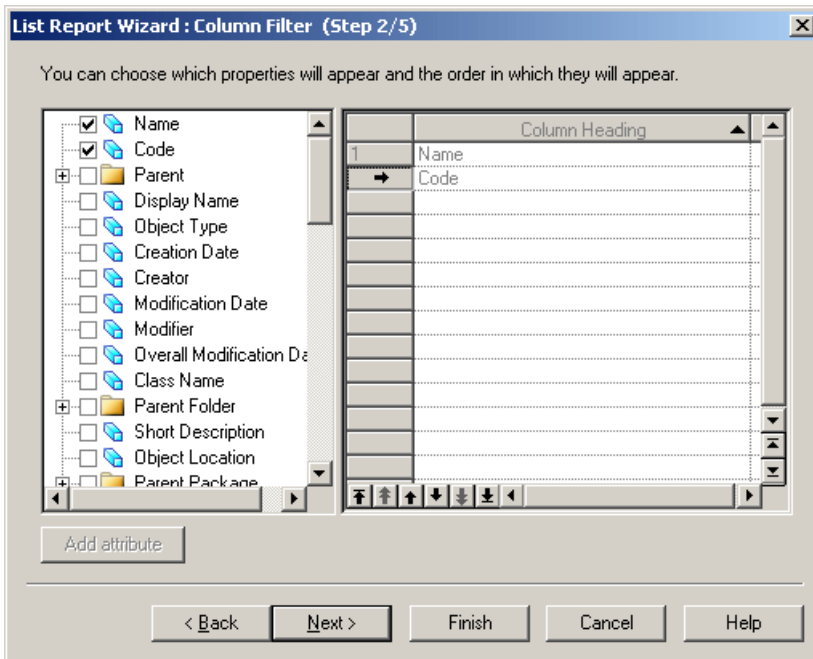 List Report Wizard : Column Filter (Step 2/5)
You can choose which properties will appear and the order in which they will appear.
Name
Code
Parent
Display Name
Object Type
Creation Date
Creator
Modification Date
Modifier
Overall Modification Da
Class Name
Parent Folder
Short Description
Object Location
Parent Package
Column Heading
1 Name
Code
Add attribute
< Back Next > Finish Cancel Help